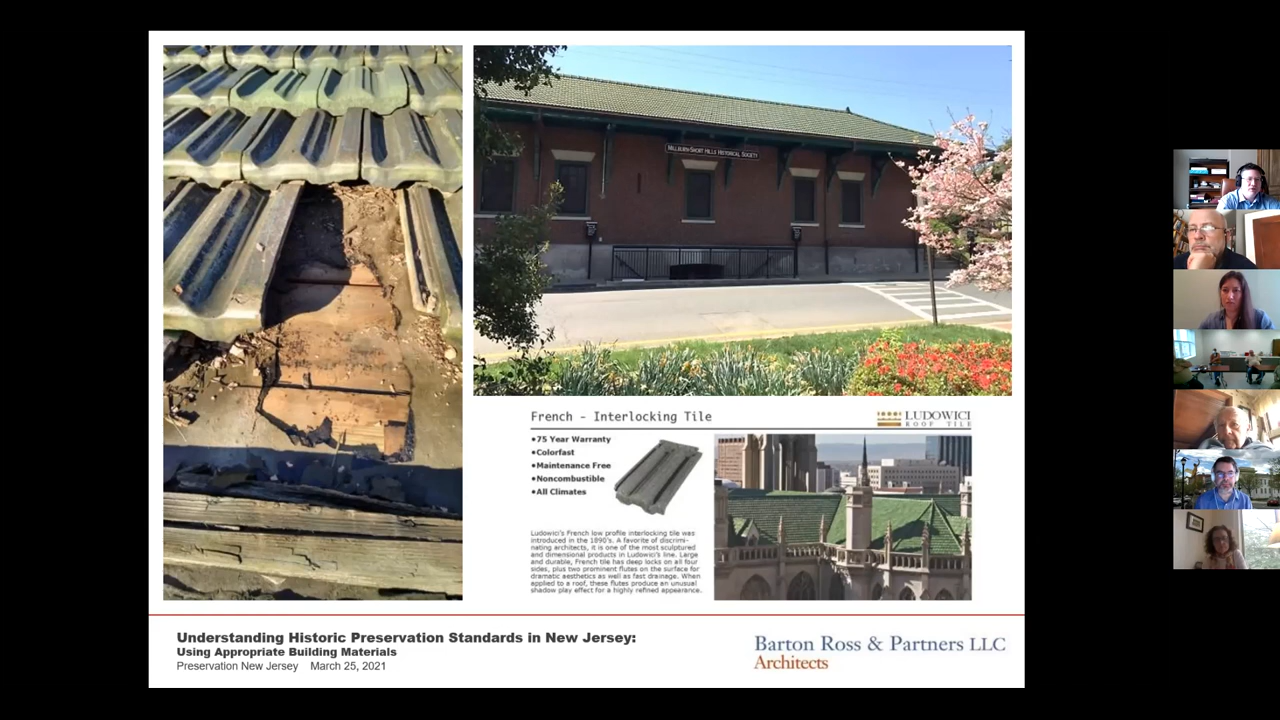 MILLBURN-SHORT HILLS HISTORICAL SOCIETY
French - Interlocking Tile
LUDOWICI
ROOF TILE
•75 Year Warranty
•Colorfast
•Maintenance Free
•Noncombustible
•All Climates
Ludowici's French low profile interlocking tile was
introduced in the 1890's. A favorite of discrimi-
nating architects, it is one of the most sculptured
and dimensional products in Ludowici's line. Large
and durable, French tile has deep locks on all four
sides, plus two prominent flutes on the surface for
dramatic aesthetics as well as fast drainage. When
applied to a roof, these flutes produce an unusual
shadow play effect for a highly refined appearance.
Understanding Historic Preservation Standards in New Jersey:
Using Appropriate Building Materials
Preservation New Jersey March 25, 2021
Barton Ross & Partners LLC
Architects